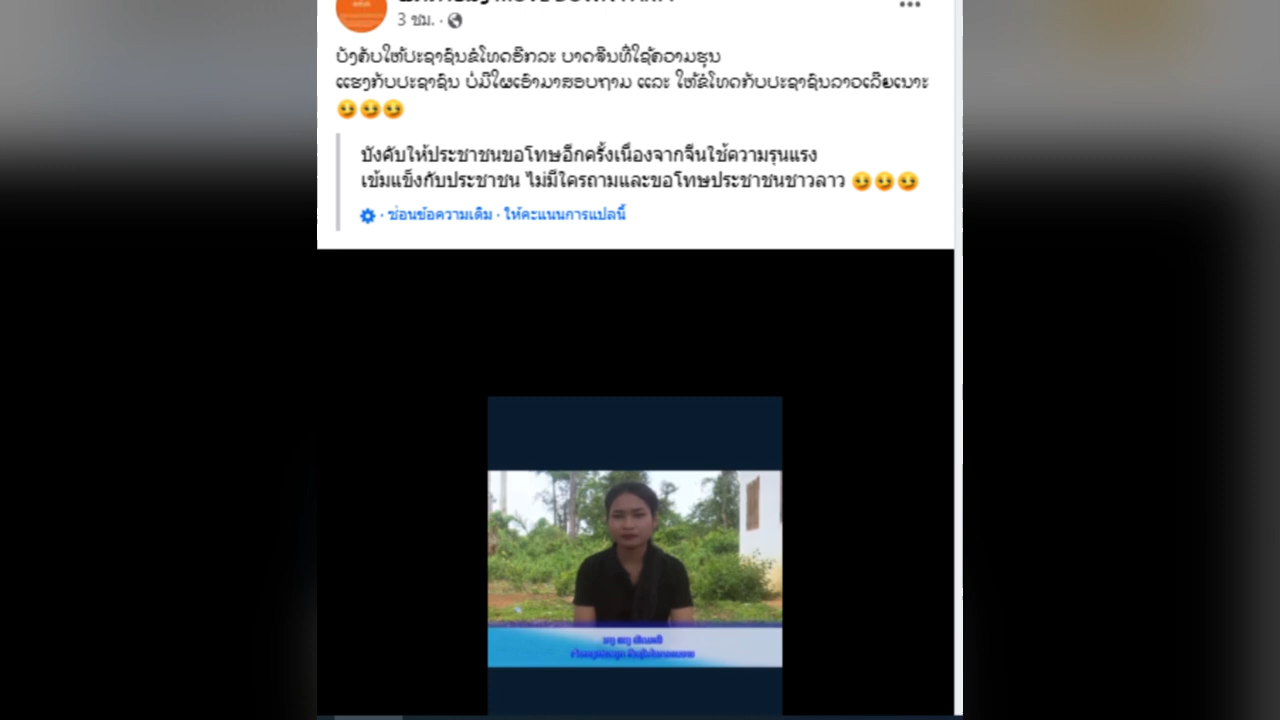 3 ชม.
ບັງຄັບໃຫ້ປະຊາຊົນຂໍໂທດອີກລະ ບາດຈີນທີ່ໃຊ້ຄວາມຮຸນ
ແຮງກັບປະຊາຊົນ ບໍ່ມີໃຜເອົາມາສອບຖາມ ແລະ ໃຫ້ຂໍໂທດກັບປະຊາຊົນລາວເລີຍເນາະ
😏😏😏
บังคับให้ประชาชนขอโทษอีกครั้งเนื่องจากจีนใช้ความรุนแรง
เข้มแข็งกับประชาชน ไม่มีใครถามและขอโทษประชาชนชาวลาว 😏😏😏
· ซ่อนข้อความเดิม · ให้คะแนนการแปลนี้